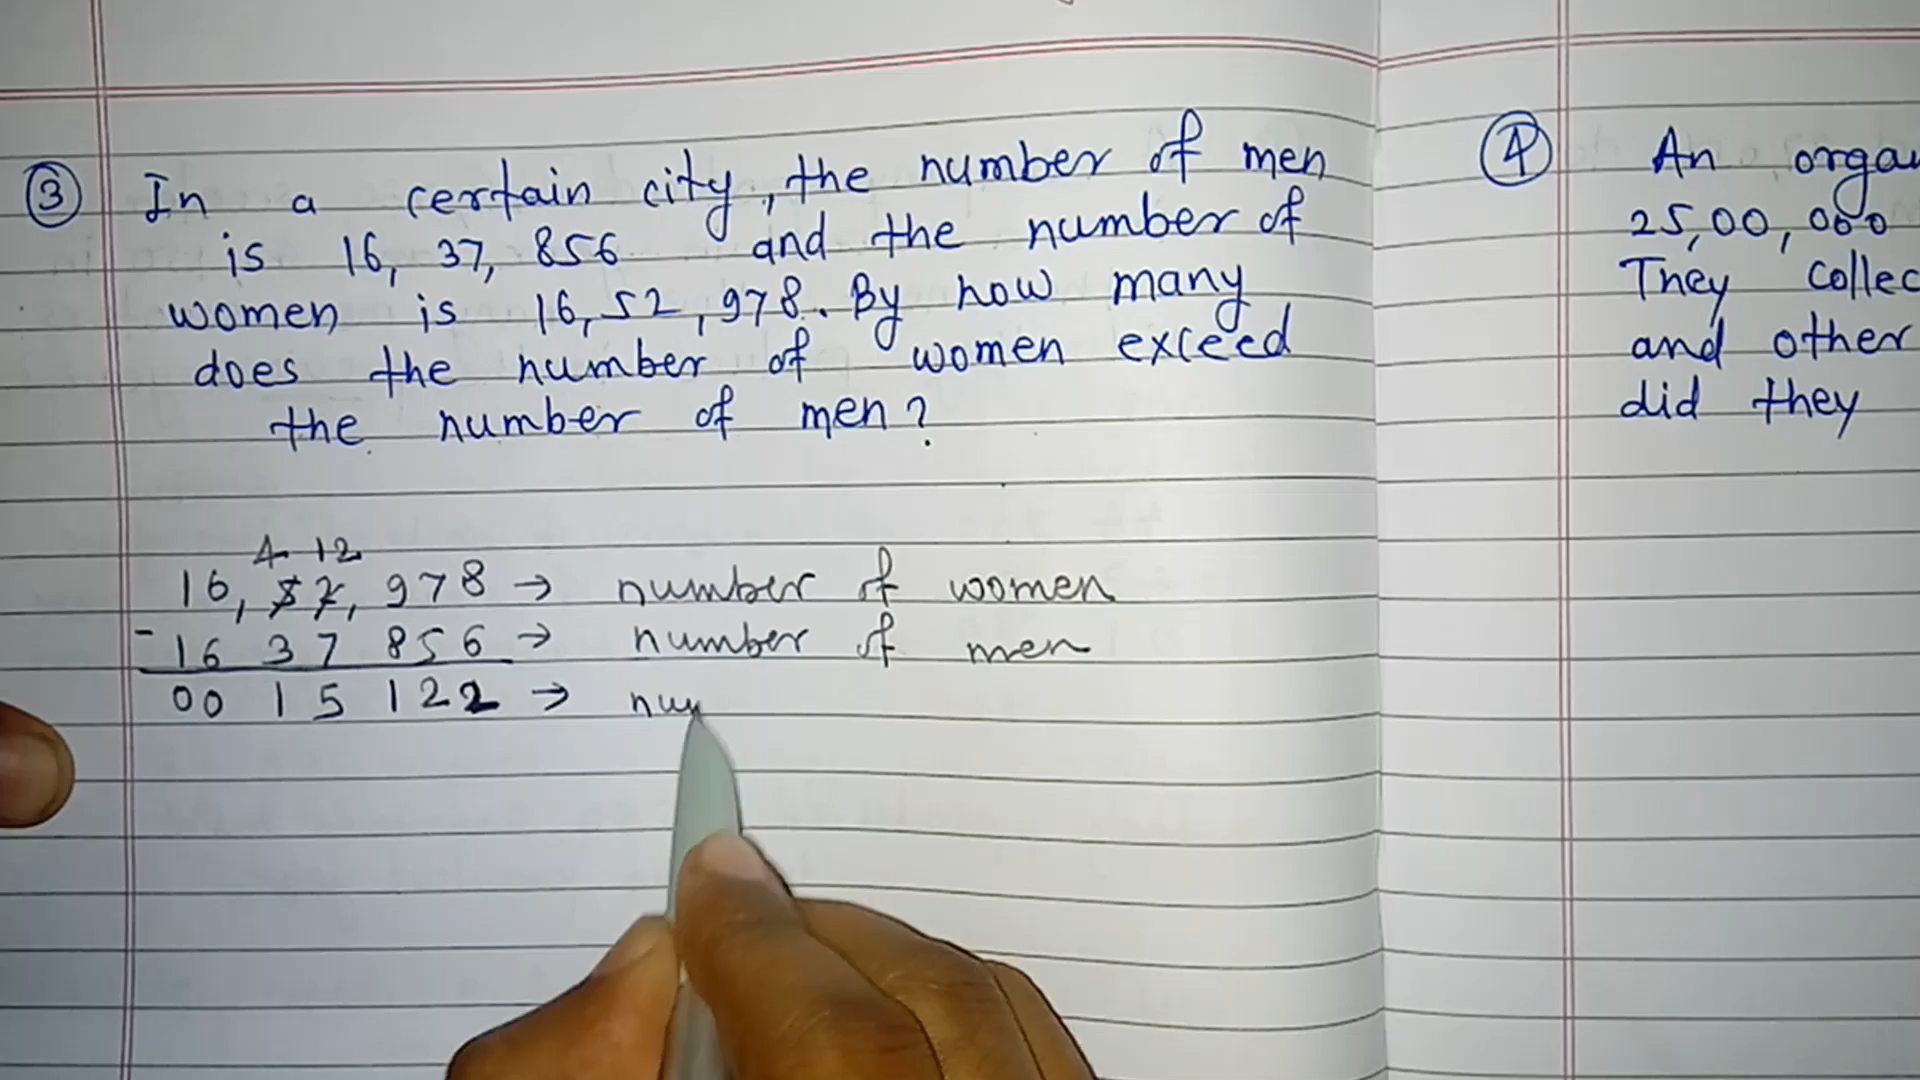 ③ In a certain city, the number of men
is 16, 37, 856 and the number of
women is 16,52,978. By how many
does the number of women exceed
the number of men?
4 12
16, 52, 978 → number of women
- 16 37 856 → number of men
00 15 122 → num
④ An organ
25,00,000
They collec
and other
did they